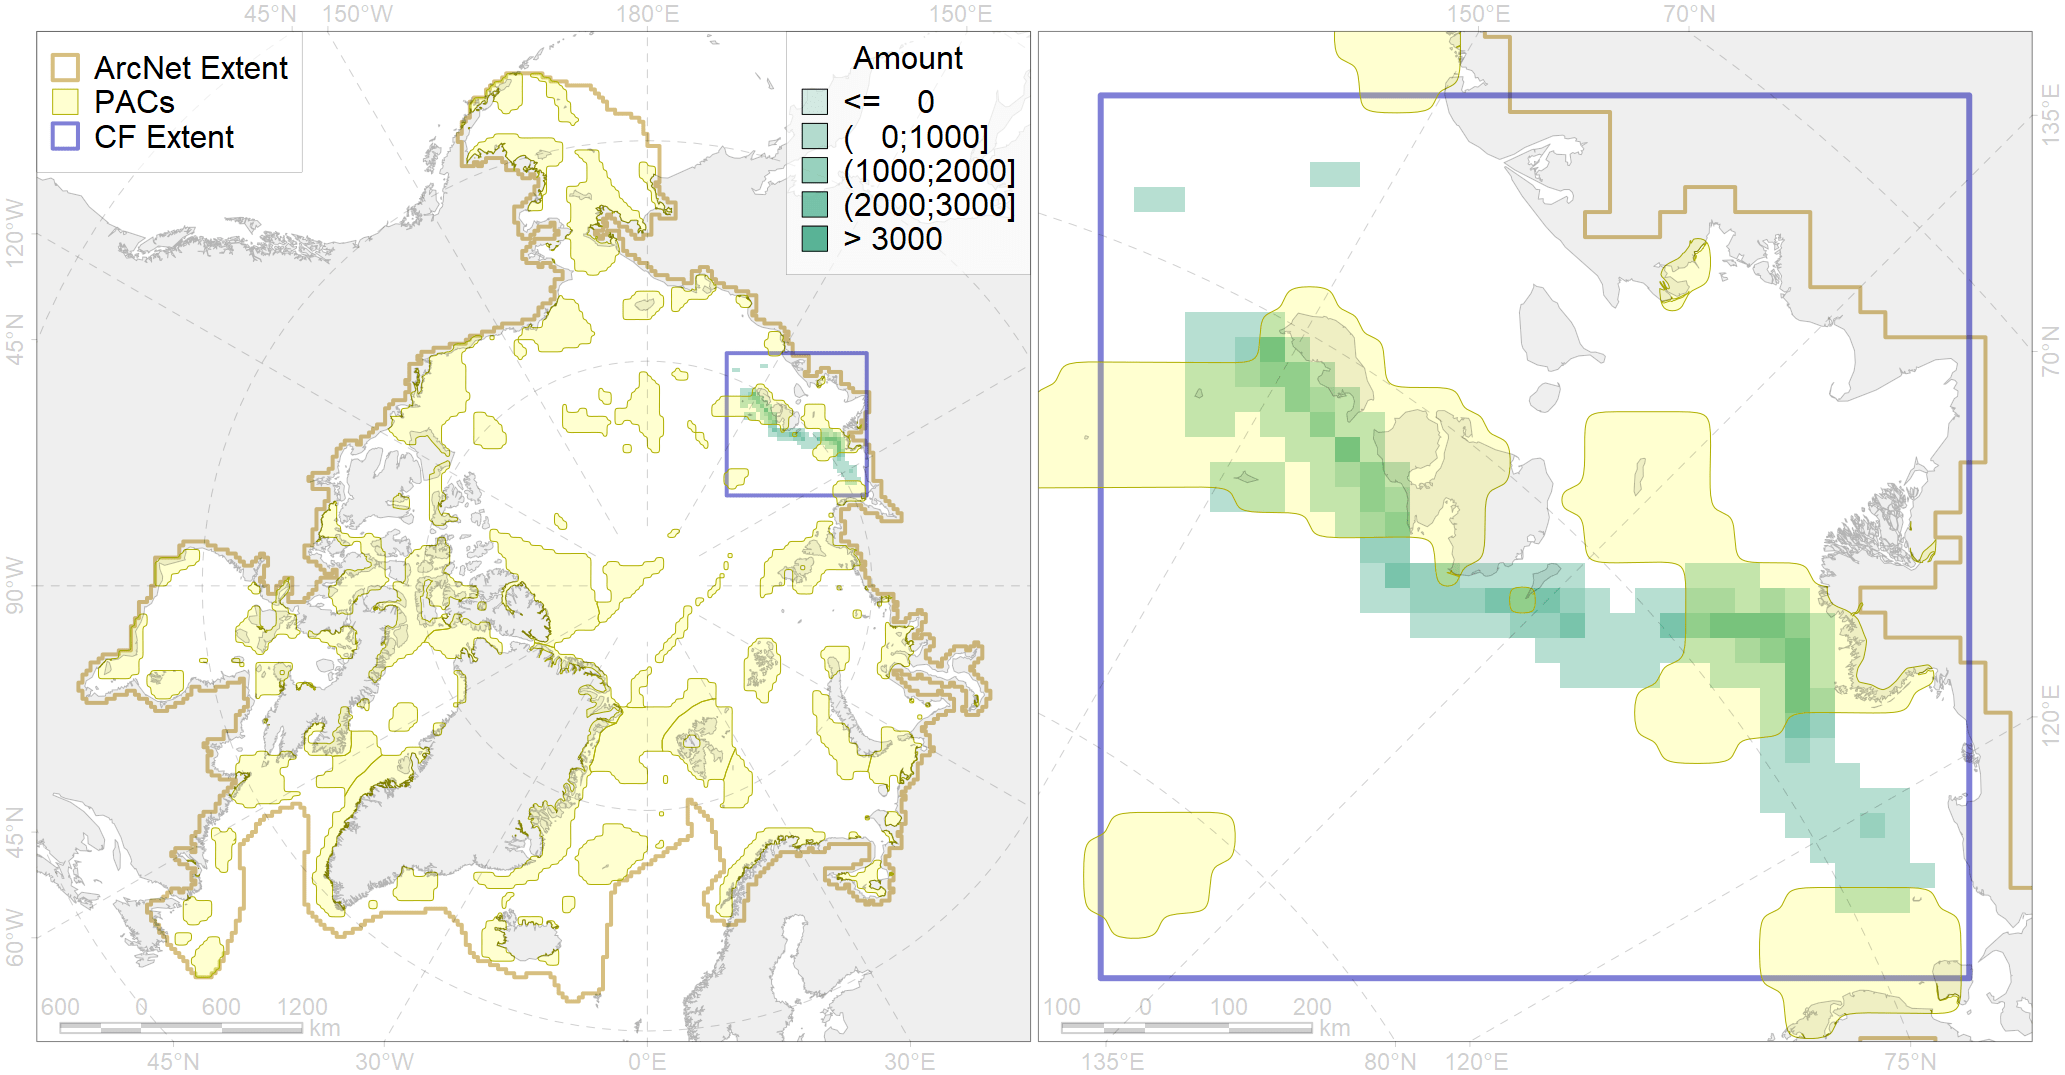 45°N 150°W 180°E 150°E 150°E 70°N
ArcNet Extent
PACs
CF Extent
Amount
<= 0
( 0;1000]
(1000;2000]
(2000;3000]
> 3000
120°W
45°N
90°W
45°N
60°W
135°E
70°N
120°E
600 0 600 1200
km
100 0 100 200
km
45°N 30°W 0°E 30°E 135°E 80°N 120°E 75°N